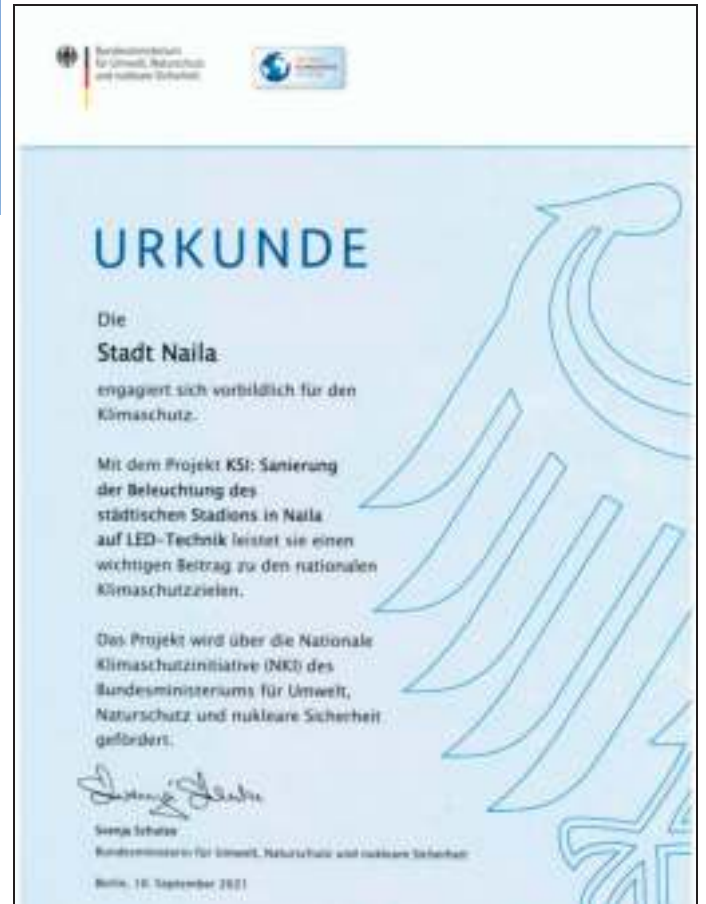 Bundesministerium
für Umwelt, Naturschutz
und nukleare Sicherheit
URKUNDE
Die
Stadt Naila
engagiert sich vorbildlich für den
Klimaschutz.
Mit dem Projekt KSI: Sanierung
der Beleuchtung des
städtischen Stadions in Naila
auf LED-Technik leistet sie einen
wichtigen Beitrag zu den nationalen
Klimaschutzzielen.
Das Projekt wird über die Nationale
Klimaschutzinitiative (NKI) des
Bundesministeriums für Umwelt,
Naturschutz und nukleare Sicherheit
gefördert.
Svenja Schulze
Bundesministerin für Umwelt, Naturschutz und nukleare Sicherheit
Berlin, 10. September 2021